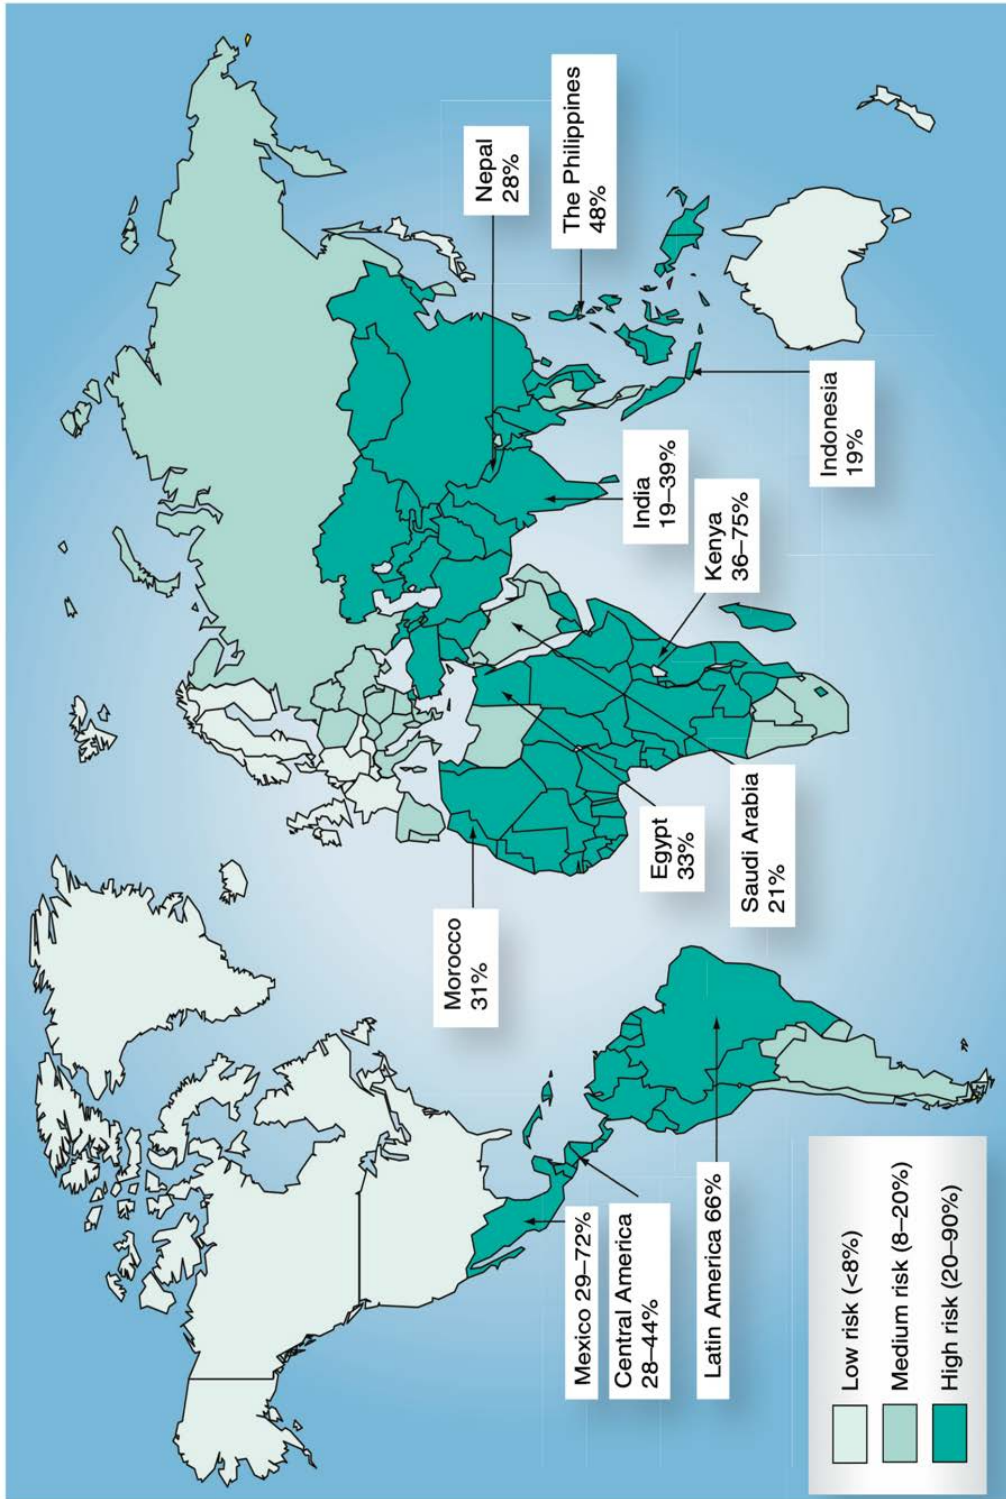 Mexico 29–72%
Central America
28–44%
Latin America 66%
Morocco
31%
Egypt
33%
Saudi Arabia
21%
Kenya
36–75%
India
19–39%
Nepal
28%
The Philippines
48%
Indonesia
19%
Low risk (<8%)
Medium risk (8–20%)
High risk (20–90%)